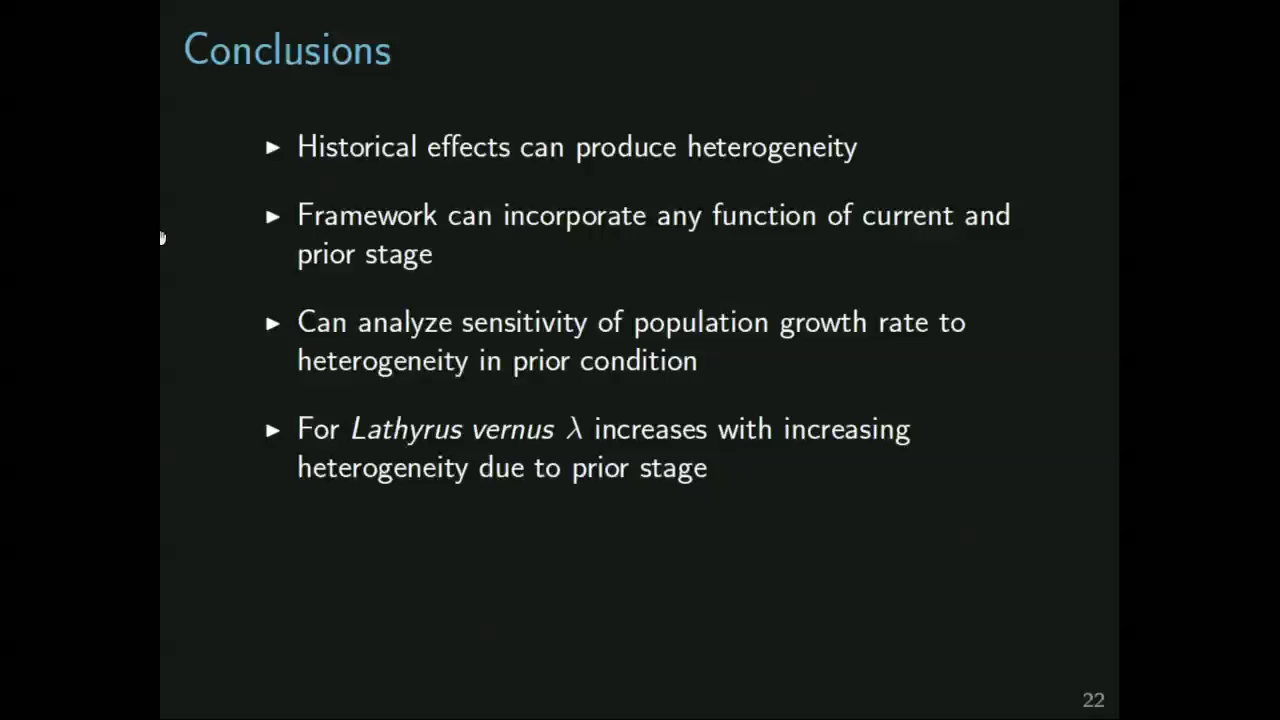 Conclusions
▶ Historical effects can produce heterogeneity
▶ Framework can incorporate any function of current and
prior stage
▶ Can analyze sensitivity of population growth rate to
heterogeneity in prior condition
▶ For Lathyrus vernus λ increases with increasing
heterogeneity due to prior stage
22